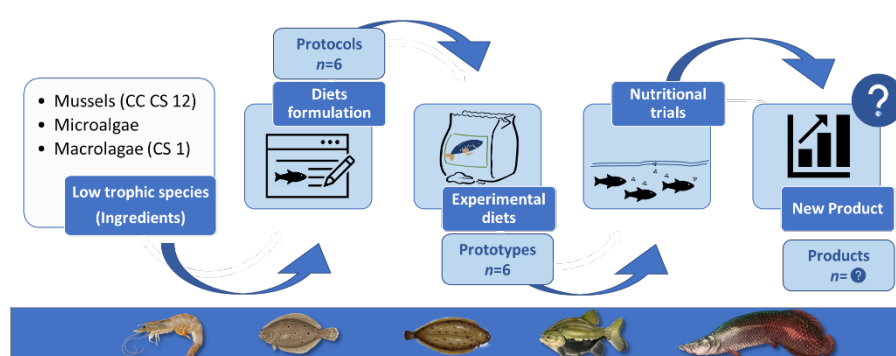 • Mussels (CC CS 12)
• Microalgae
• Macrolagae (CS 1)
Low trophic species
(Ingredients)
Protocols
n=6
Diets
formulation
Experimental
diets
Prototypes
n=6
Nutritional
trials
?
New Product
Products
n= ?